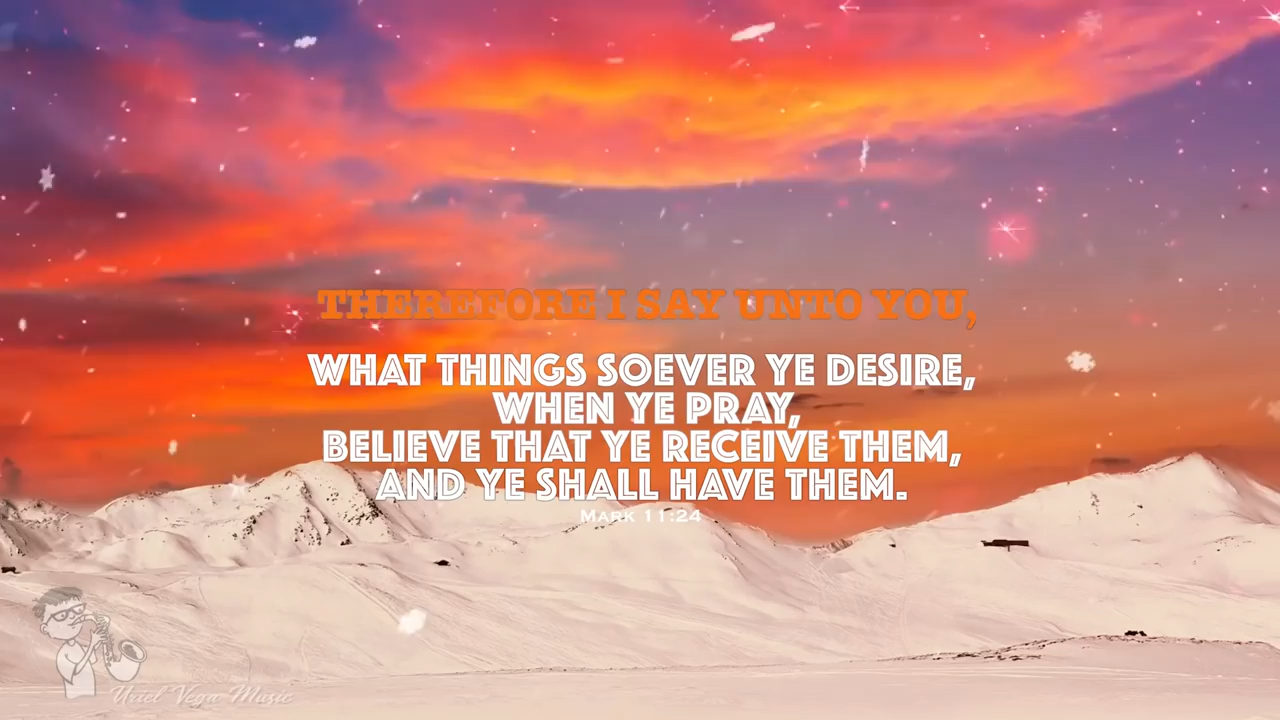 THEREFORE I SAY UNTO YOU,
WHAT THINGS SOEVER YE DESIRE,
WHEN YE PRAY,
BELIEVE THAT YE RECEIVE THEM,
AND YE SHALL HAVE THEM.
Mark 11:24
Uriel Vega Music